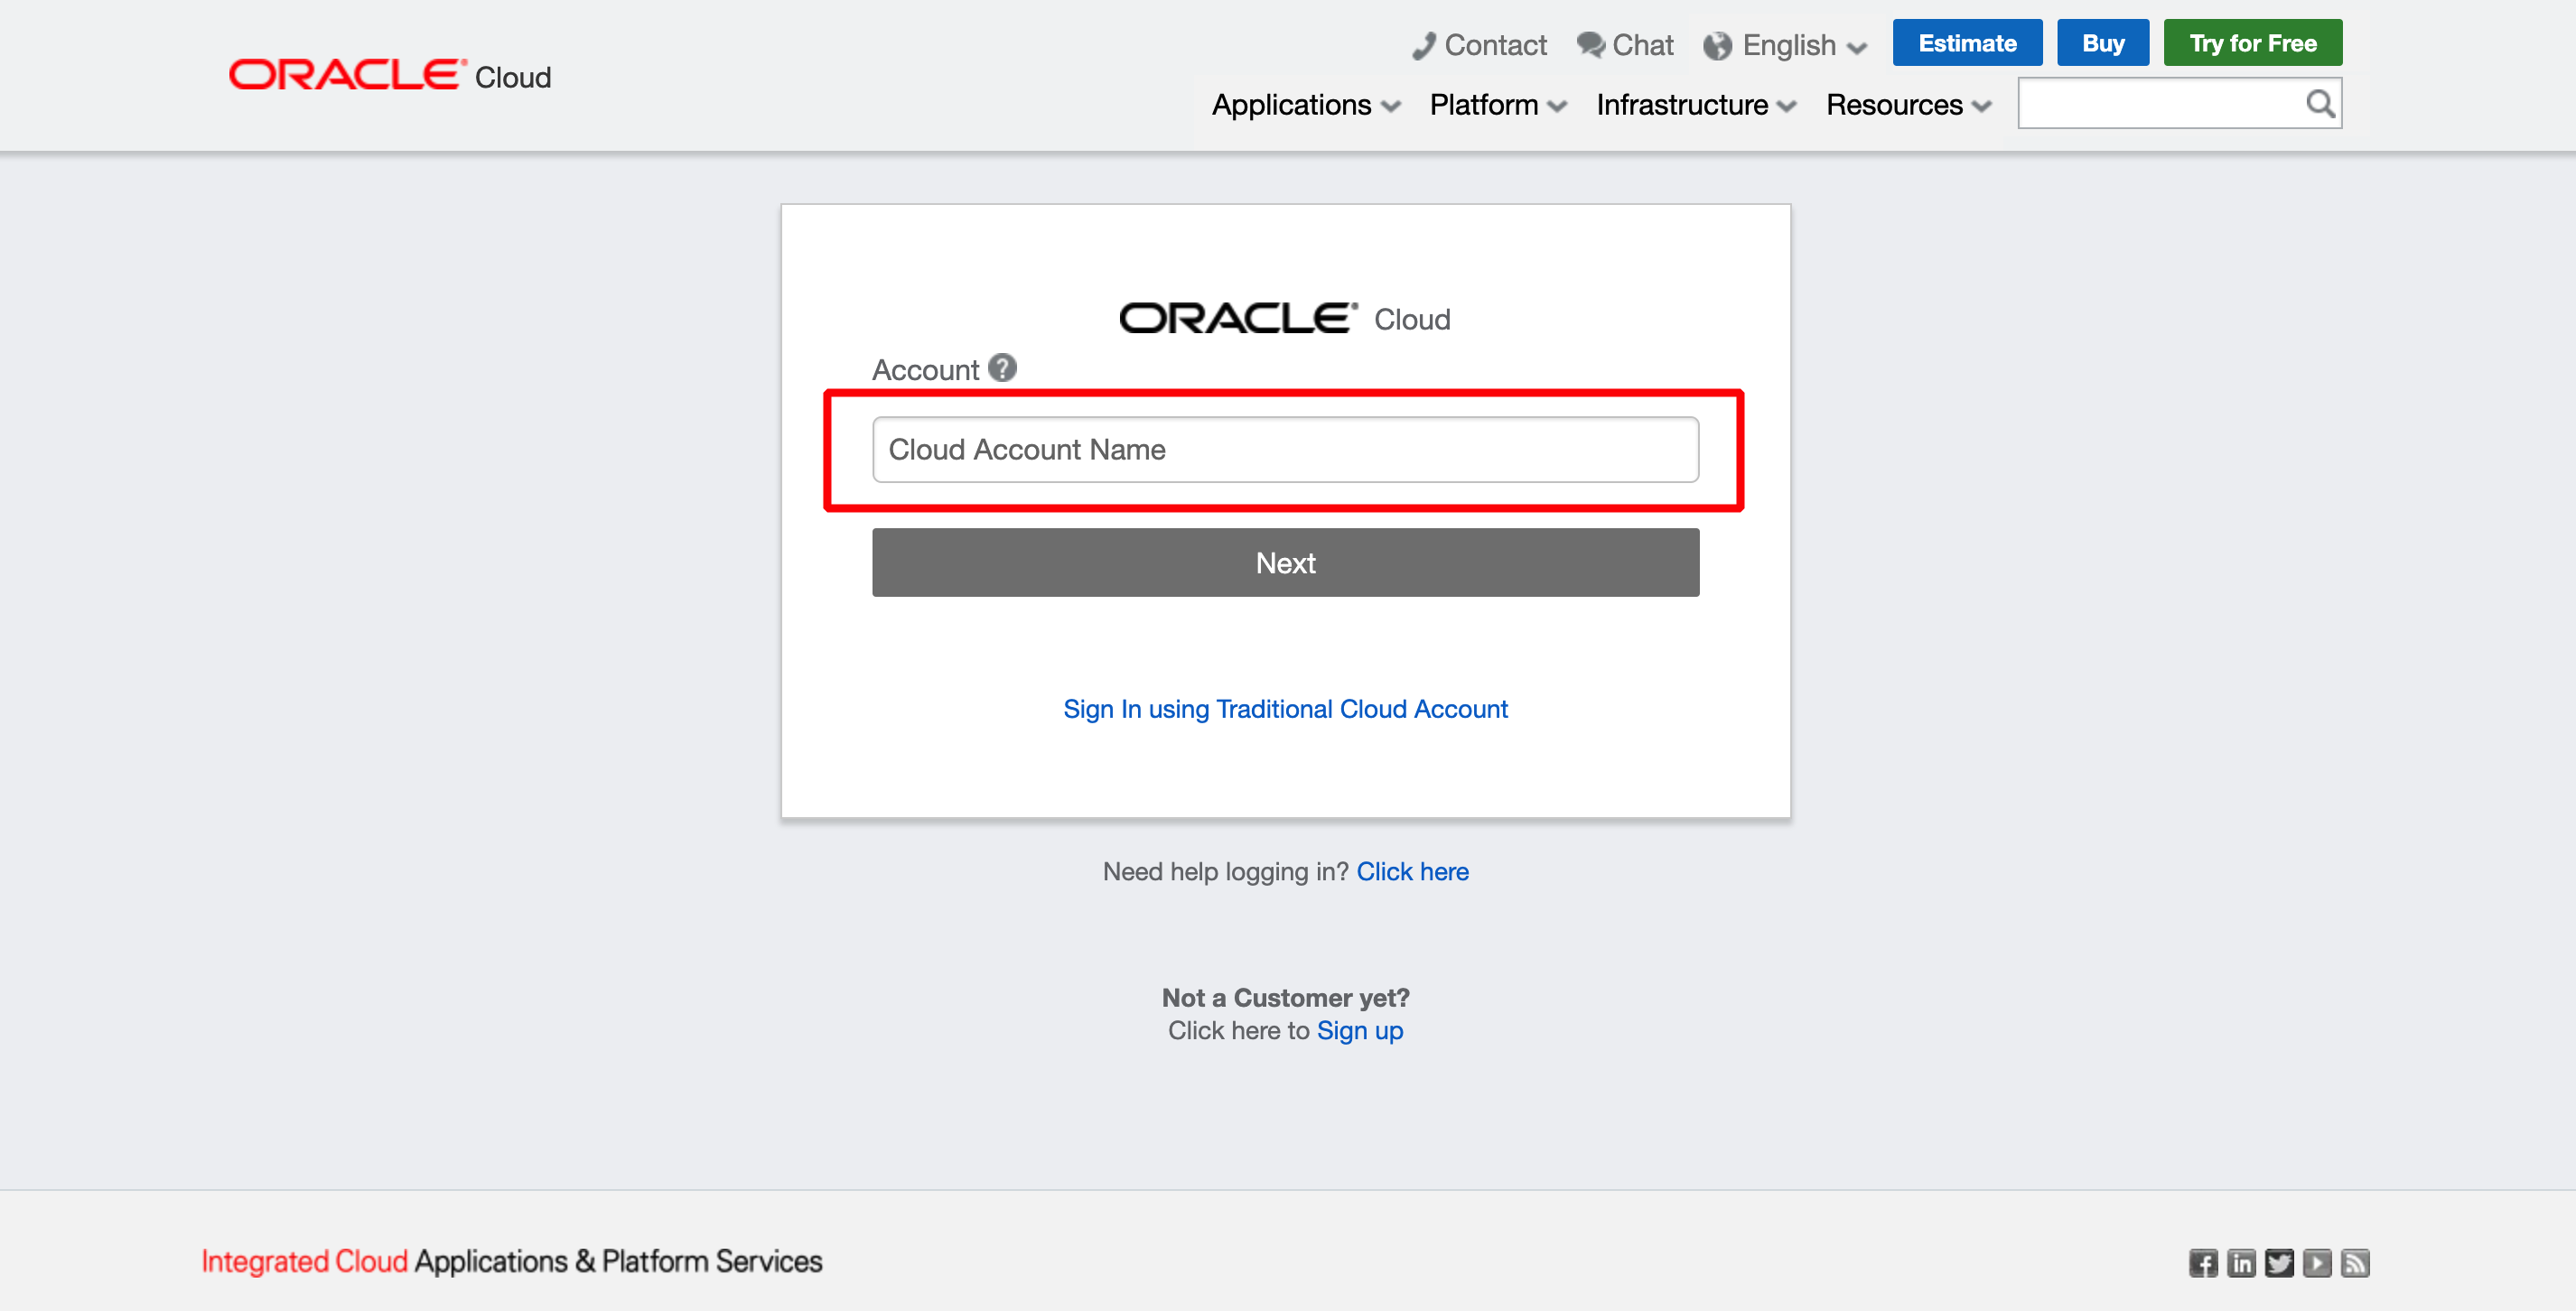 ORACLE® Cloud
Contact Chat English Estimate Buy Try for Free
Applications Platform Infrastructure Resources
ORACLE® Cloud
Account ?
Cloud Account Name
Next
Sign In using Traditional Cloud Account
Need help logging in? Click here
Not a Customer yet?
Click here to Sign up
Integrated Cloud Applications & Platform Services
f in